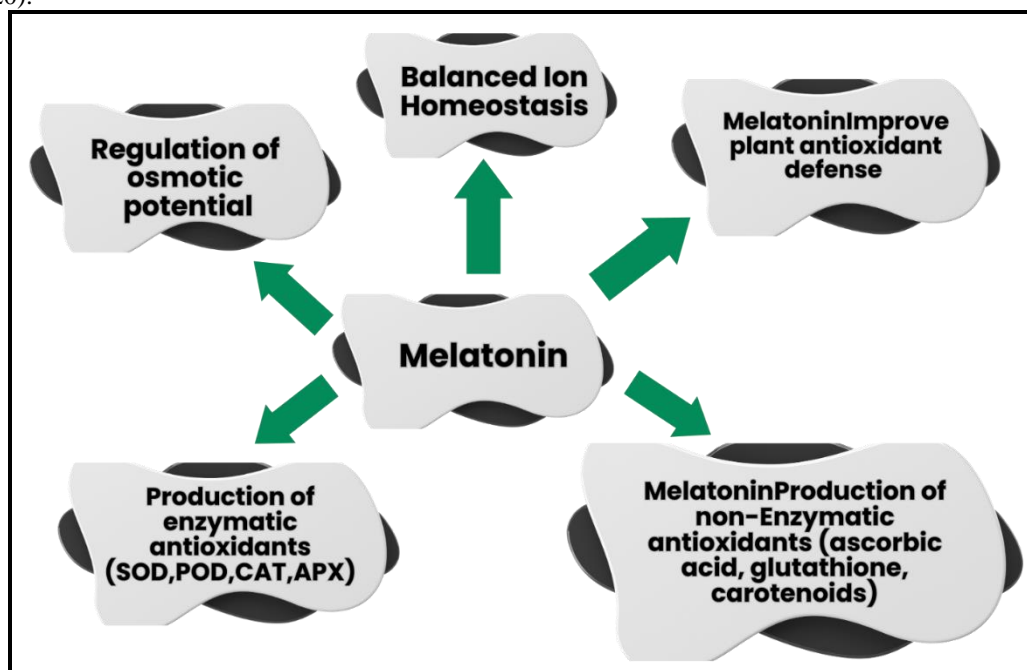 Balanced Ion
Homeostasis
Regulation of
osmotic
potential
MelatoninImprove
plant antioxidant
defense
Melatonin
Production of
enzymatic
antioxidants
(SOD,POD,CAT,APX)
MelatoninProduction of
non-Enzymatic
antioxidants (ascorbic
acid, glutathione,
carotenoids)